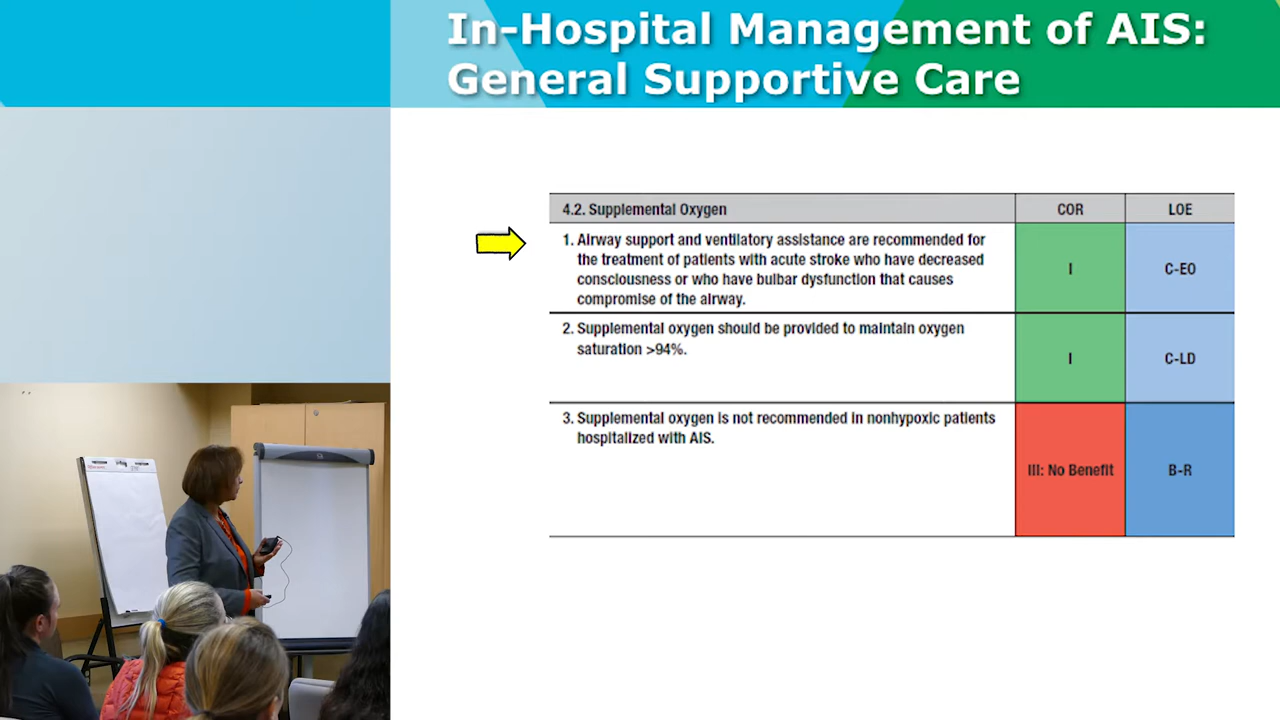 In-Hospital Management of AIS:
General Supportive Care
4.2. Supplemental Oxygen COR LOE
1. Airway support and ventilatory assistance are recommended for
the treatment of patients with acute stroke who have decreased
consciousness or who have bulbar dysfunction that causes
compromise of the airway.
I C-EO
2. Supplemental oxygen should be provided to maintain oxygen
saturation >94%.
I C-LD
3. Supplemental oxygen is not recommended in nonhypoxic patients
hospitalized with AIS.
III: No Benefit B-R